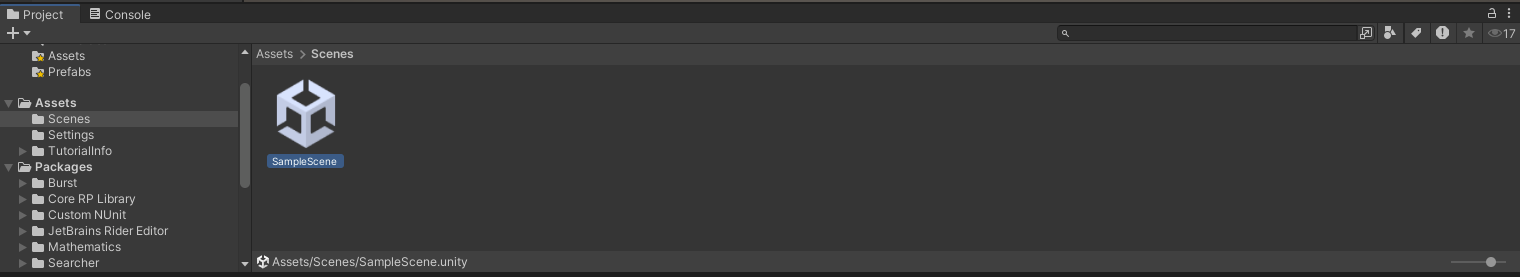 Project
Console
17
Assets
Prefabs
Assets
Scenes
Settings
TutorialInfo
Packages
Burst
Core RP Library
Custom NUnit
JetBrains Rider Editor
Mathematics
Searcher
Assets > Scenes
SampleScene
Assets/Scenes/SampleScene.unity